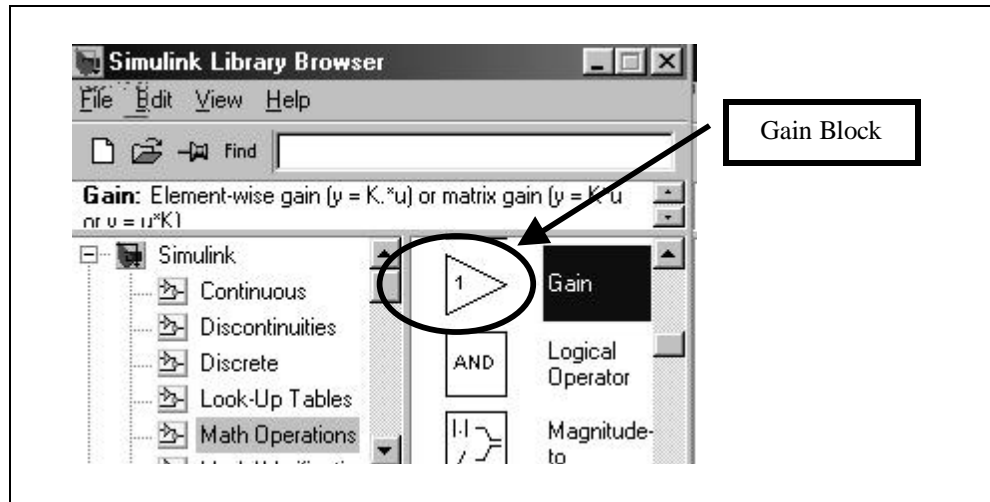 Simulink Library Browser
File Edit View Help
Find
Gain Block
Gain: Element-wise gain (y = K.*u) or matrix gain (y = K*u
or y = u*K)
Simulink
Continuous
Discontinuities
Discrete
Look-Up Tables
Math Operations
1
Gain
AND
Logical
Operator
Magnitude-
to